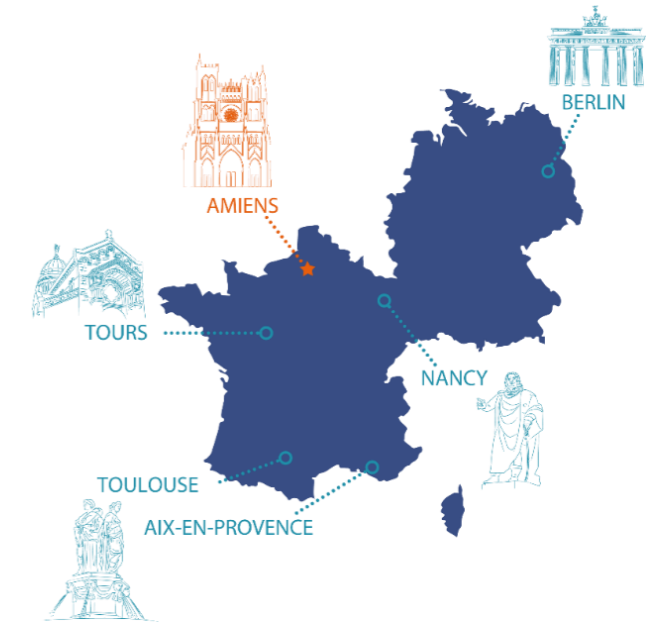 BERLIN
AMIENS
TOURS
NANCY
TOULOUSE
AIX-EN-PROVENCE